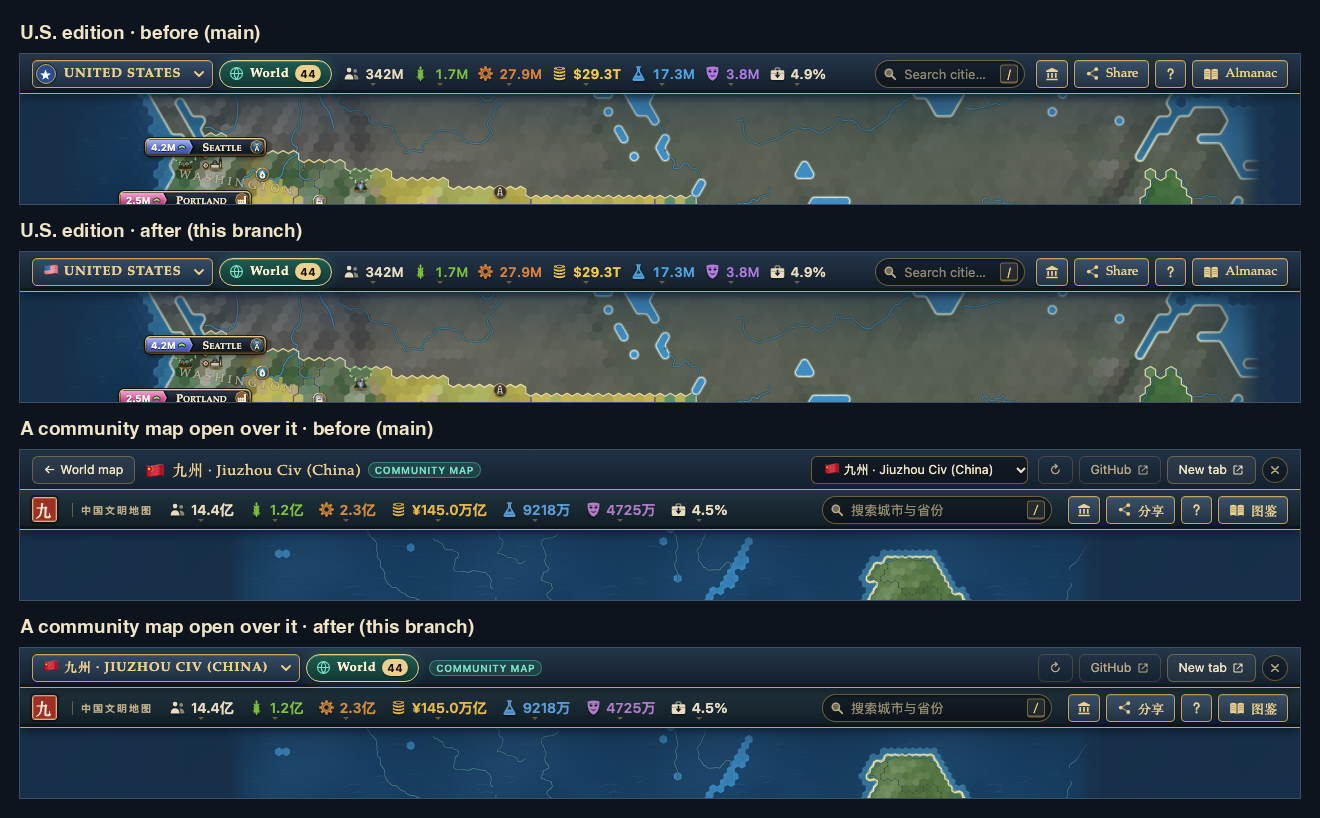 U.S. edition · before (main)
UNITED STATES World 44 342M 1.7M 27.9M $29.3T 17.3M 3.8M 4.9% Search citie... / Share ? Almanac
4.2M SEATTLE
WASHINGTON
2.5M PORTLAND
U.S. edition · after (this branch)
UNITED STATES World 44 342M 1.7M 27.9M $29.3T 17.3M 3.8M 4.9% Search citie... / Share ? Almanac
4.2M SEATTLE
WASHINGTON
2.5M PORTLAND
A community map open over it · before (main)
← World map 九州 · Jiuzhou Civ (China) COMMUNITY MAP 九州 · Jiuzhou Civ (China) GitHub New tab
九 中国文明地图 14.4亿 1.2亿 2.3亿 ¥145.0万亿 9218万 4725万 4.5% 搜索城市与省份 / 分享 ? 图鉴
A community map open over it · after (this branch)
九州 · JIUZHOU CIV (CHINA) World 44 COMMUNITY MAP GitHub New tab
九 中国文明地图 14.4亿 1.2亿 2.3亿 ¥145.0万亿 9218万 4725万 4.5% 搜索城市与省份 / 分享 ? 图鉴